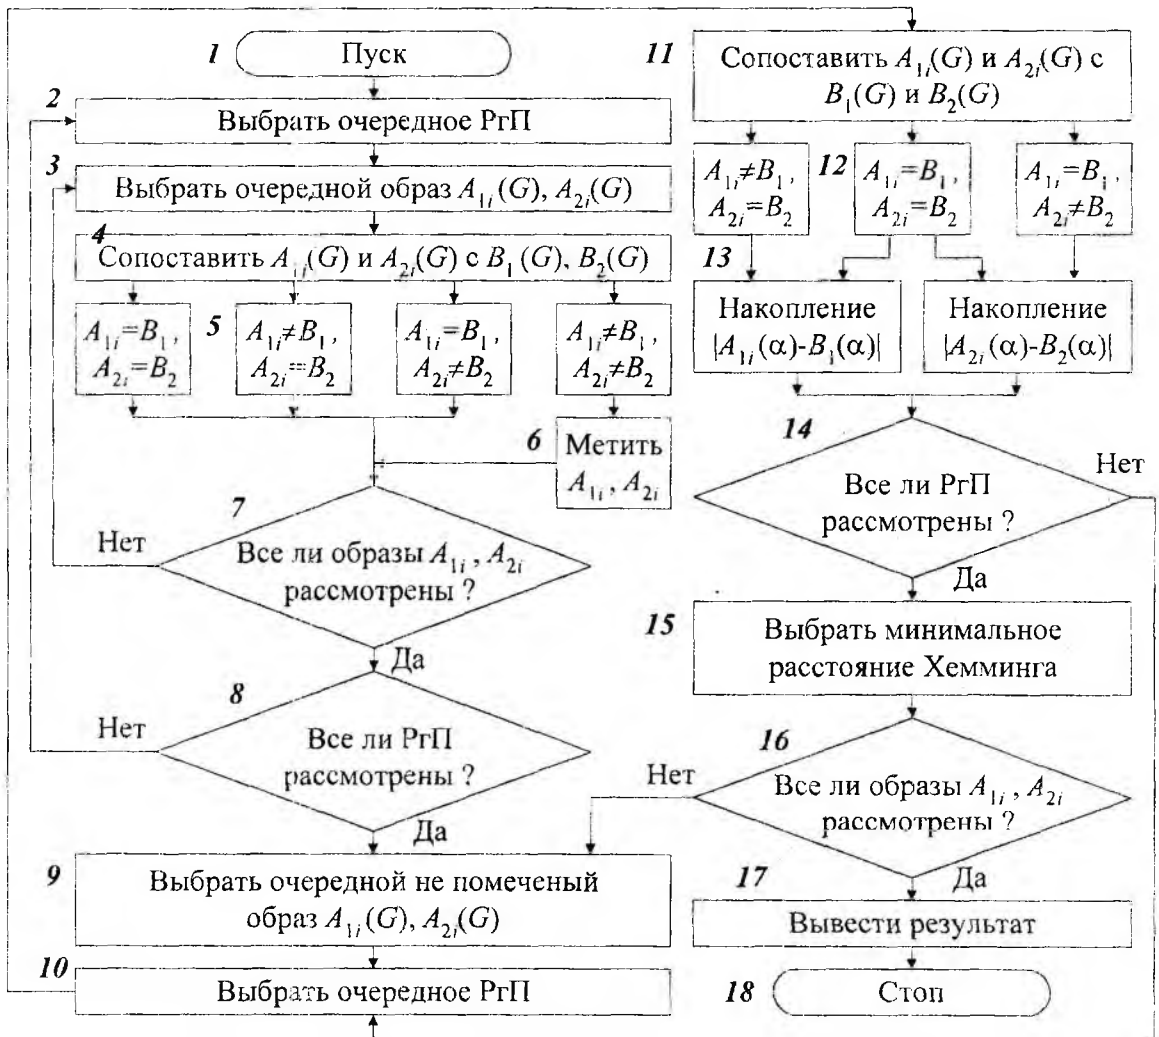 1 Пуск
2 Выбрать очередное РгП
3 Выбрать очередной образ A₁ᵢ(G), A₂ᵢ(G)
4 Сопоставить A₁ᵢ(G) и A₂ᵢ(G) с B₁(G), B₂(G)
A₁ᵢ=B₁,
A₂ᵢ=B₂
5 A₁ᵢ≠B₁,
A₂ᵢ=B₂
A₁ᵢ=B₁,
A₂ᵢ≠B₂
A₁ᵢ≠B₁,
A₂ᵢ≠B₂
6 Метить
A₁ᵢ, A₂ᵢ
7
Нет
Все ли образы A₁ᵢ, A₂ᵢ
рассмотрены ?
Да
8
Нет
Все ли РгП
рассмотрены ?
Да
9 Выбрать очередной не помеченый
образ A₁ᵢ(G), A₂ᵢ(G)
10 Выбрать очередное РгП
11 Сопоставить A₁ᵢ(G) и A₂ᵢ(G) с
B₁(G) и B₂(G)
A₁ᵢ≠B₁,
A₂ᵢ=B₂
12 A₁ᵢ=B₁,
A₂ᵢ=B₂
A₁ᵢ=B₁,
A₂ᵢ≠B₂
13
Накопление
|A₁ᵢ(α)-B₁(α)|
Накопление
|A₂ᵢ(α)-B₂(α)|
14
Нет
Все ли РгП
рассмотрены ?
Да
15 Выбрать минимальное
расстояние Хемминга
16
Нет
Все ли образы A₁ᵢ, A₂ᵢ
рассмотрены ?
Да
17
Вывести результат
18 Стоп